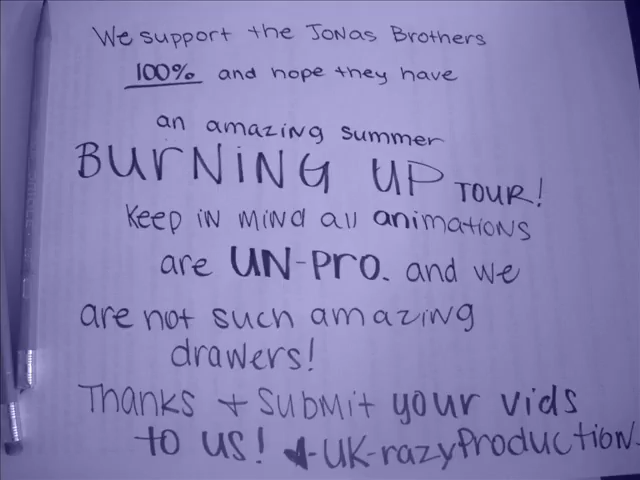 We support the Jonas Brothers
100% and hope they have
an amazing summer
BURNING UP TOUR!
Keep in mind all animations
are UN-PRO. and we
are not such amazing
drawers!
Thanks + submit your vids
to us! -UK-razyProduction.